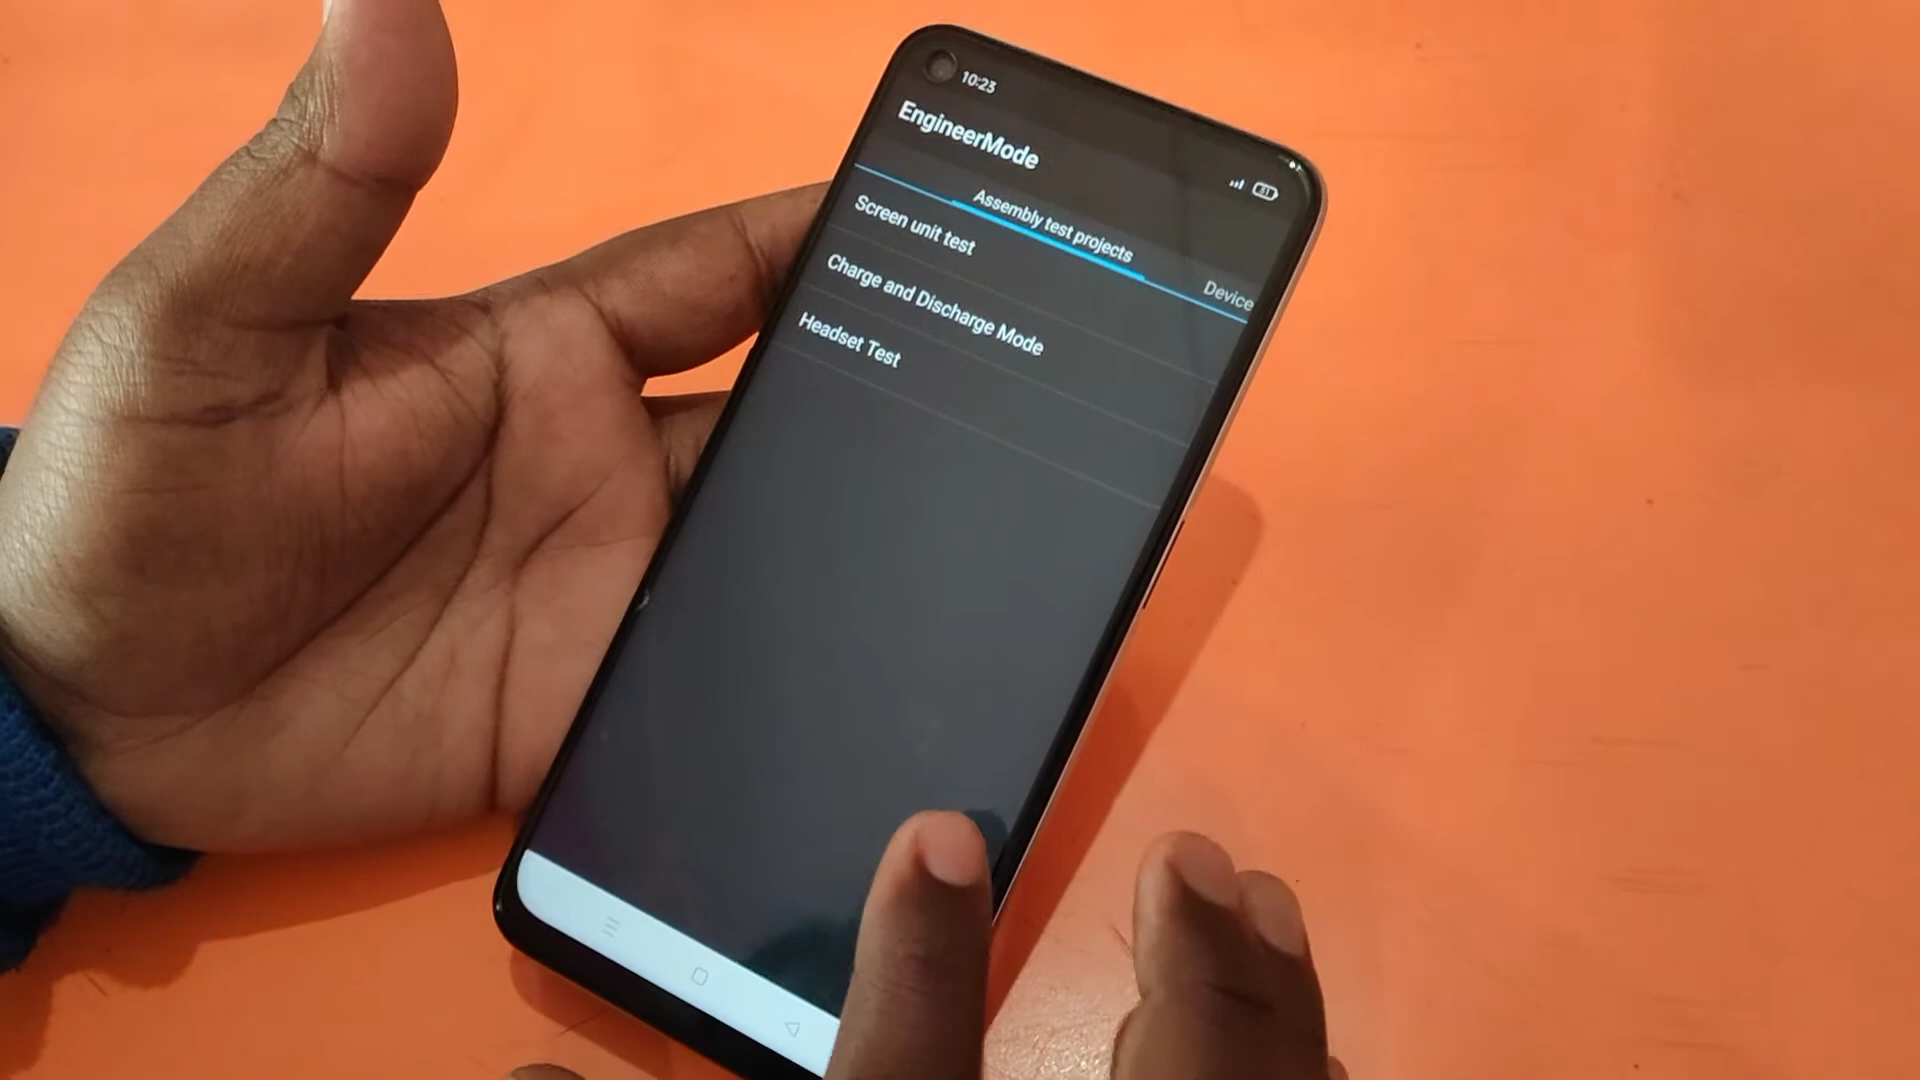 10:23
EngineerMode
Assembly test projects
Device
Screen unit test
Charge and Discharge Mode
Headset Test